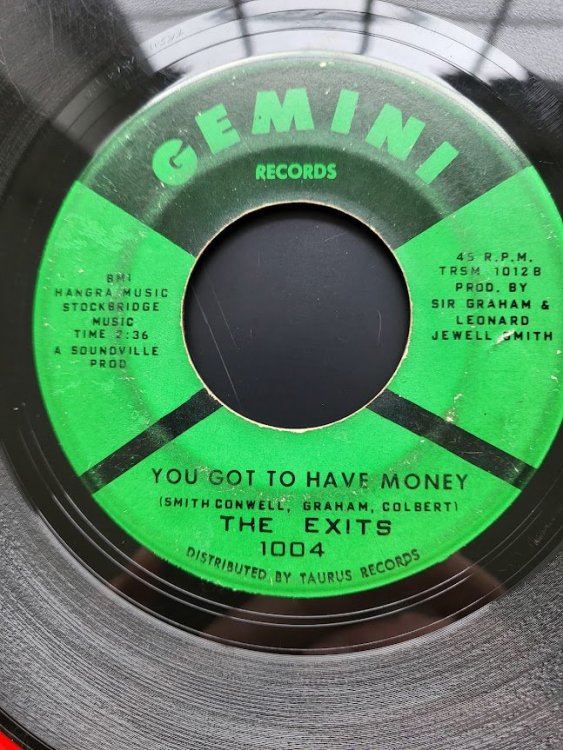 GEMINI
RECORDS
BMI
HANGRA MUSIC
STOCKBRIDGE
MUSIC
TIME 2:36
A SOUNDVILLE
PROD
45 R.P.M.
TRSM 1012B
PROD. BY
SIR GRAHAM &
LEONARD
JEWELL SMITH
YOU GOT TO HAVE MONEY
(SMITH CONWELL, GRAHAM, COLBERT)
THE EXITS
1004
DISTRIBUTED BY TAURUS RECORDS